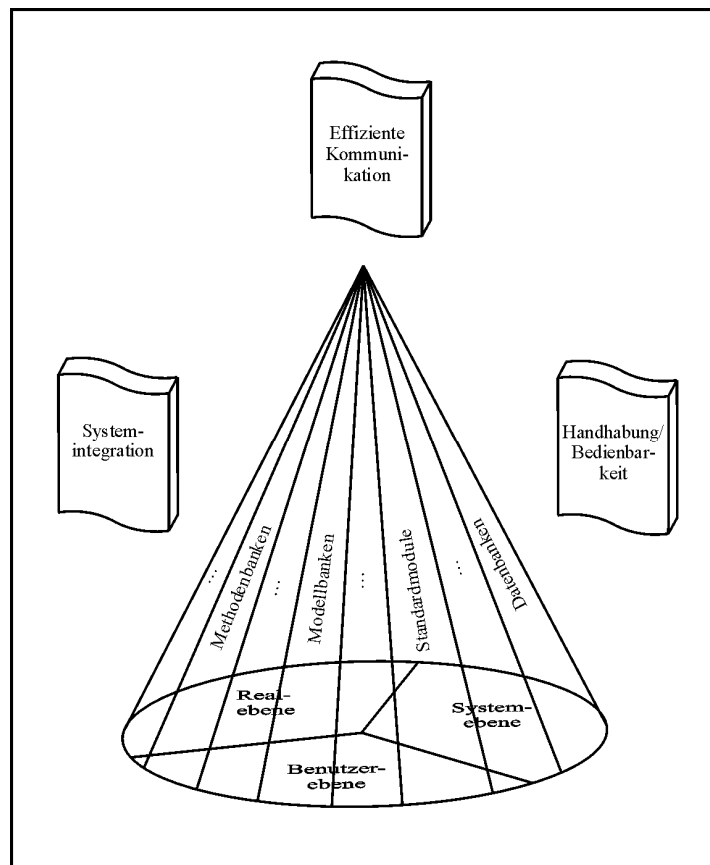 Effiziente
Kommuni-
kation
System-
integration
Handhabung/
Bedienbar-
keit
...
Methodenbanken
...
Modellbanken
...
Standardmodule
...
Datenbanken
Real-
ebene
System-
ebene
Benutzer-
ebene